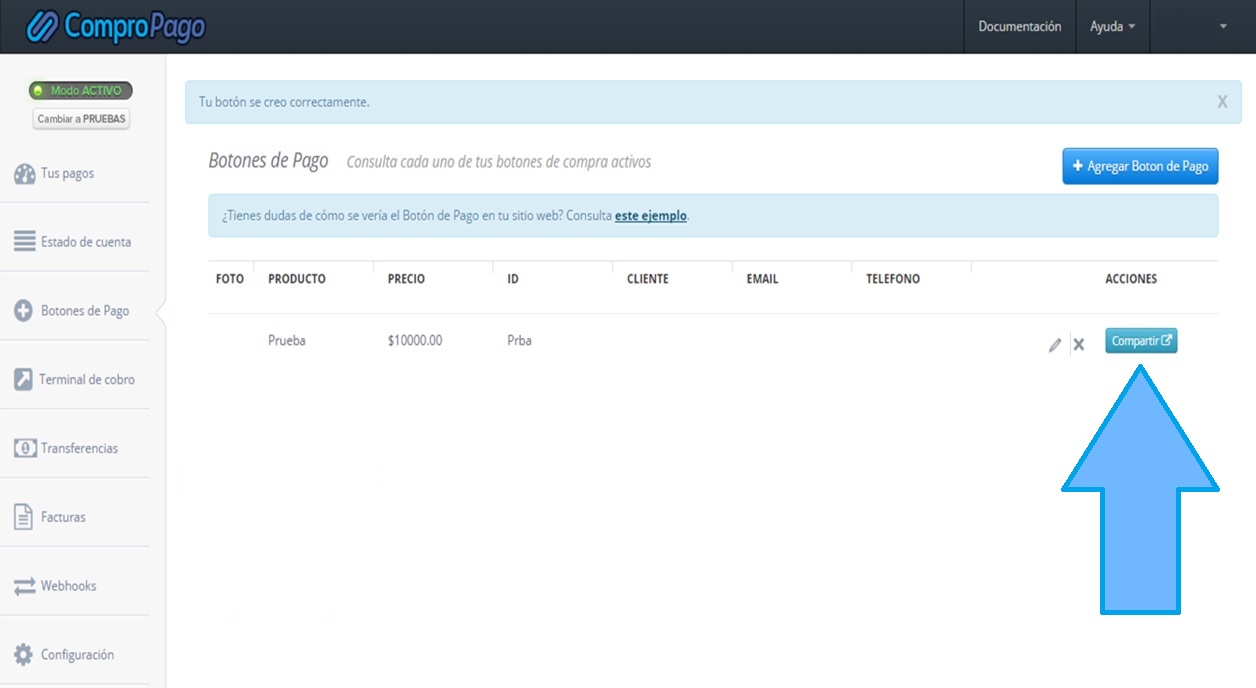 ComproPago
Documentación
Ayuda
Modo ACTIVO
Cambiar a PRUEBAS
Tus pagos
Estado de cuenta
Botones de Pago
Terminal de cobro
Transferencias
Facturas
Webhooks
Configuración
Tu botón se creo correctamente.
X
Botones de Pago Consulta cada uno de tus botones de compra activos
+ Agregar Boton de Pago
¿Tienes dudas de cómo se vería el Botón de Pago en tu sitio web? Consulta este ejemplo.
FOTO PRODUCTO PRECIO ID CLIENTE EMAIL TELEFONO ACCIONES
Prueba $10000.00 Prba Compartir